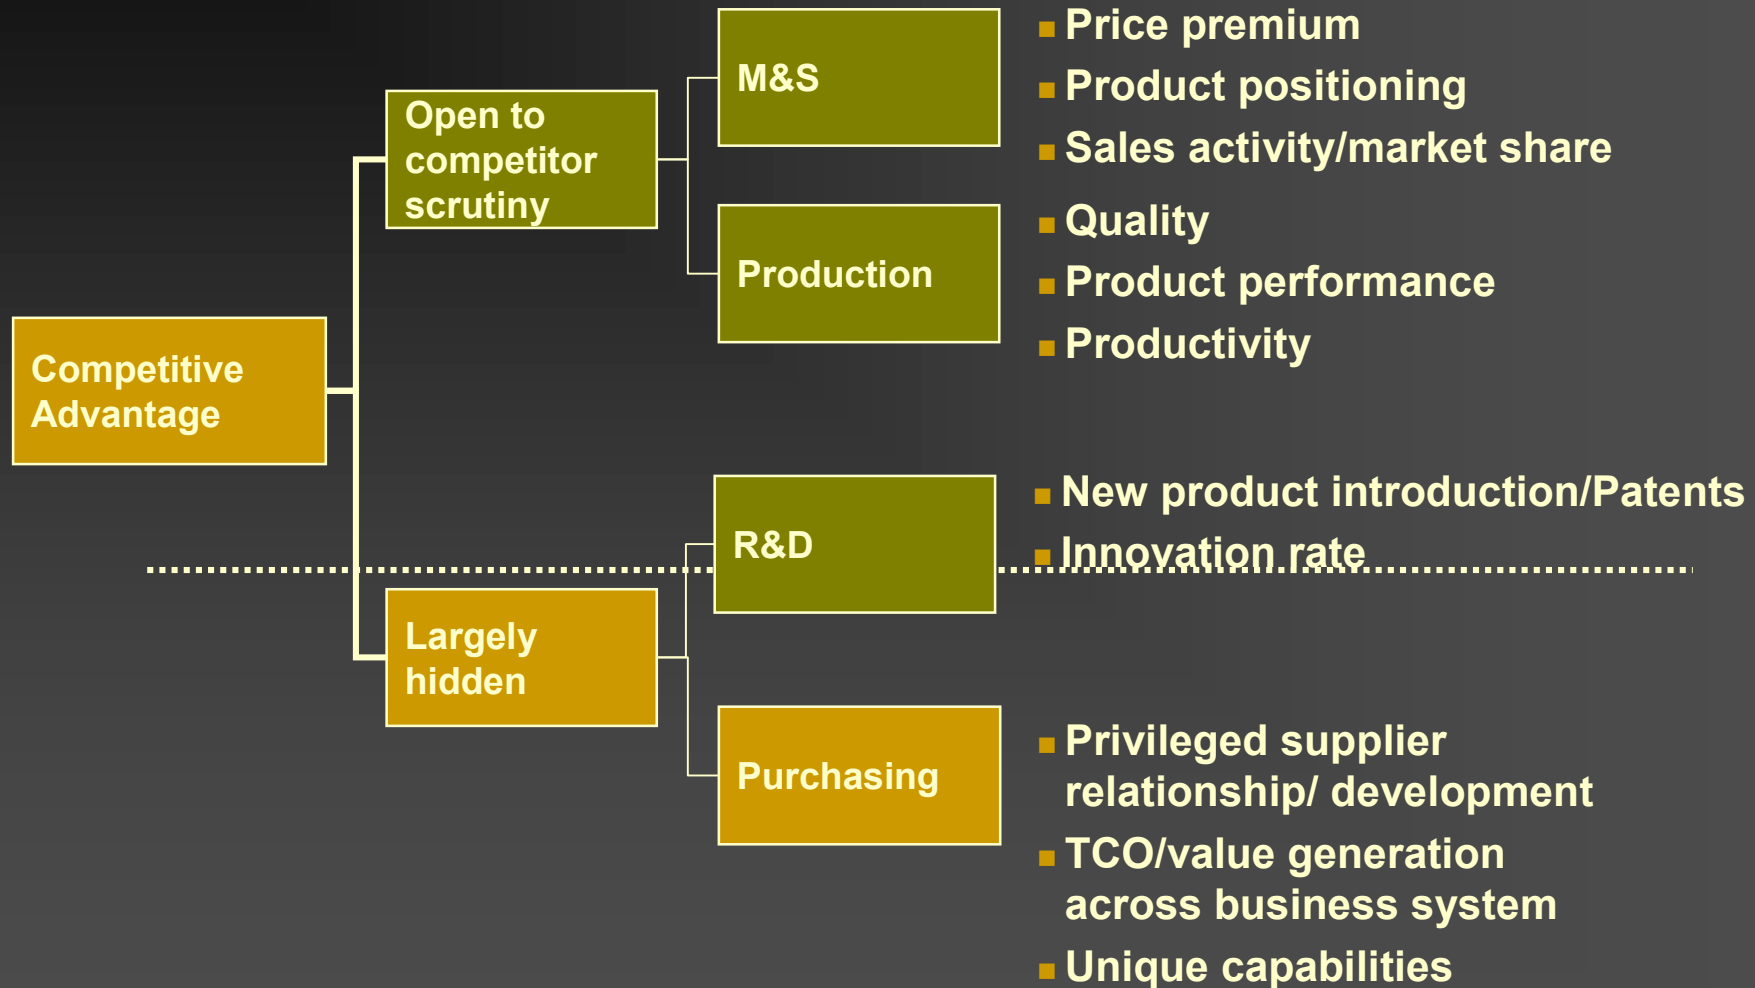 Competitive
Advantage
Open to
competitor
scrutiny
M&S
Price premium
Product positioning
Sales activity/market share
Production
Quality
Product performance
Productivity
Largely
hidden
R&D
New product introduction/Patents
Innovation rate
Purchasing
Privileged supplier
relationship/ development
TCO/value generation
across business system
Unique capabilities